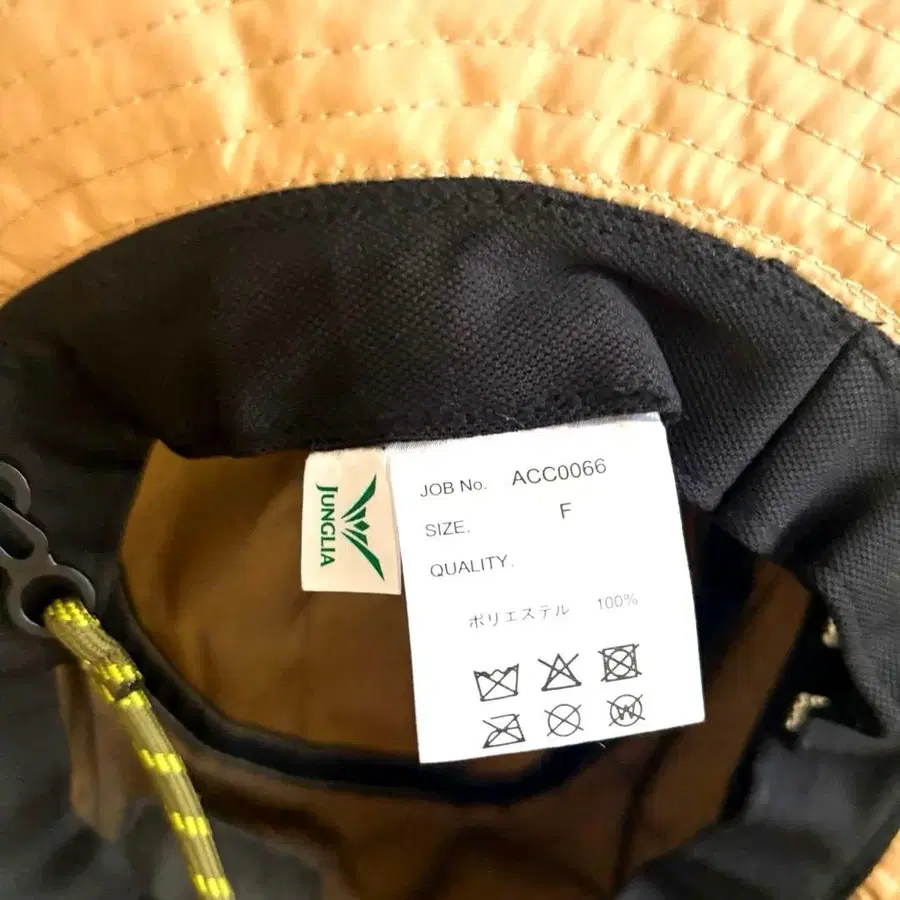 JUNGLIA
JOB No. ACC0066
SIZE. F
QUALITY.
ポリエステル 100%
W